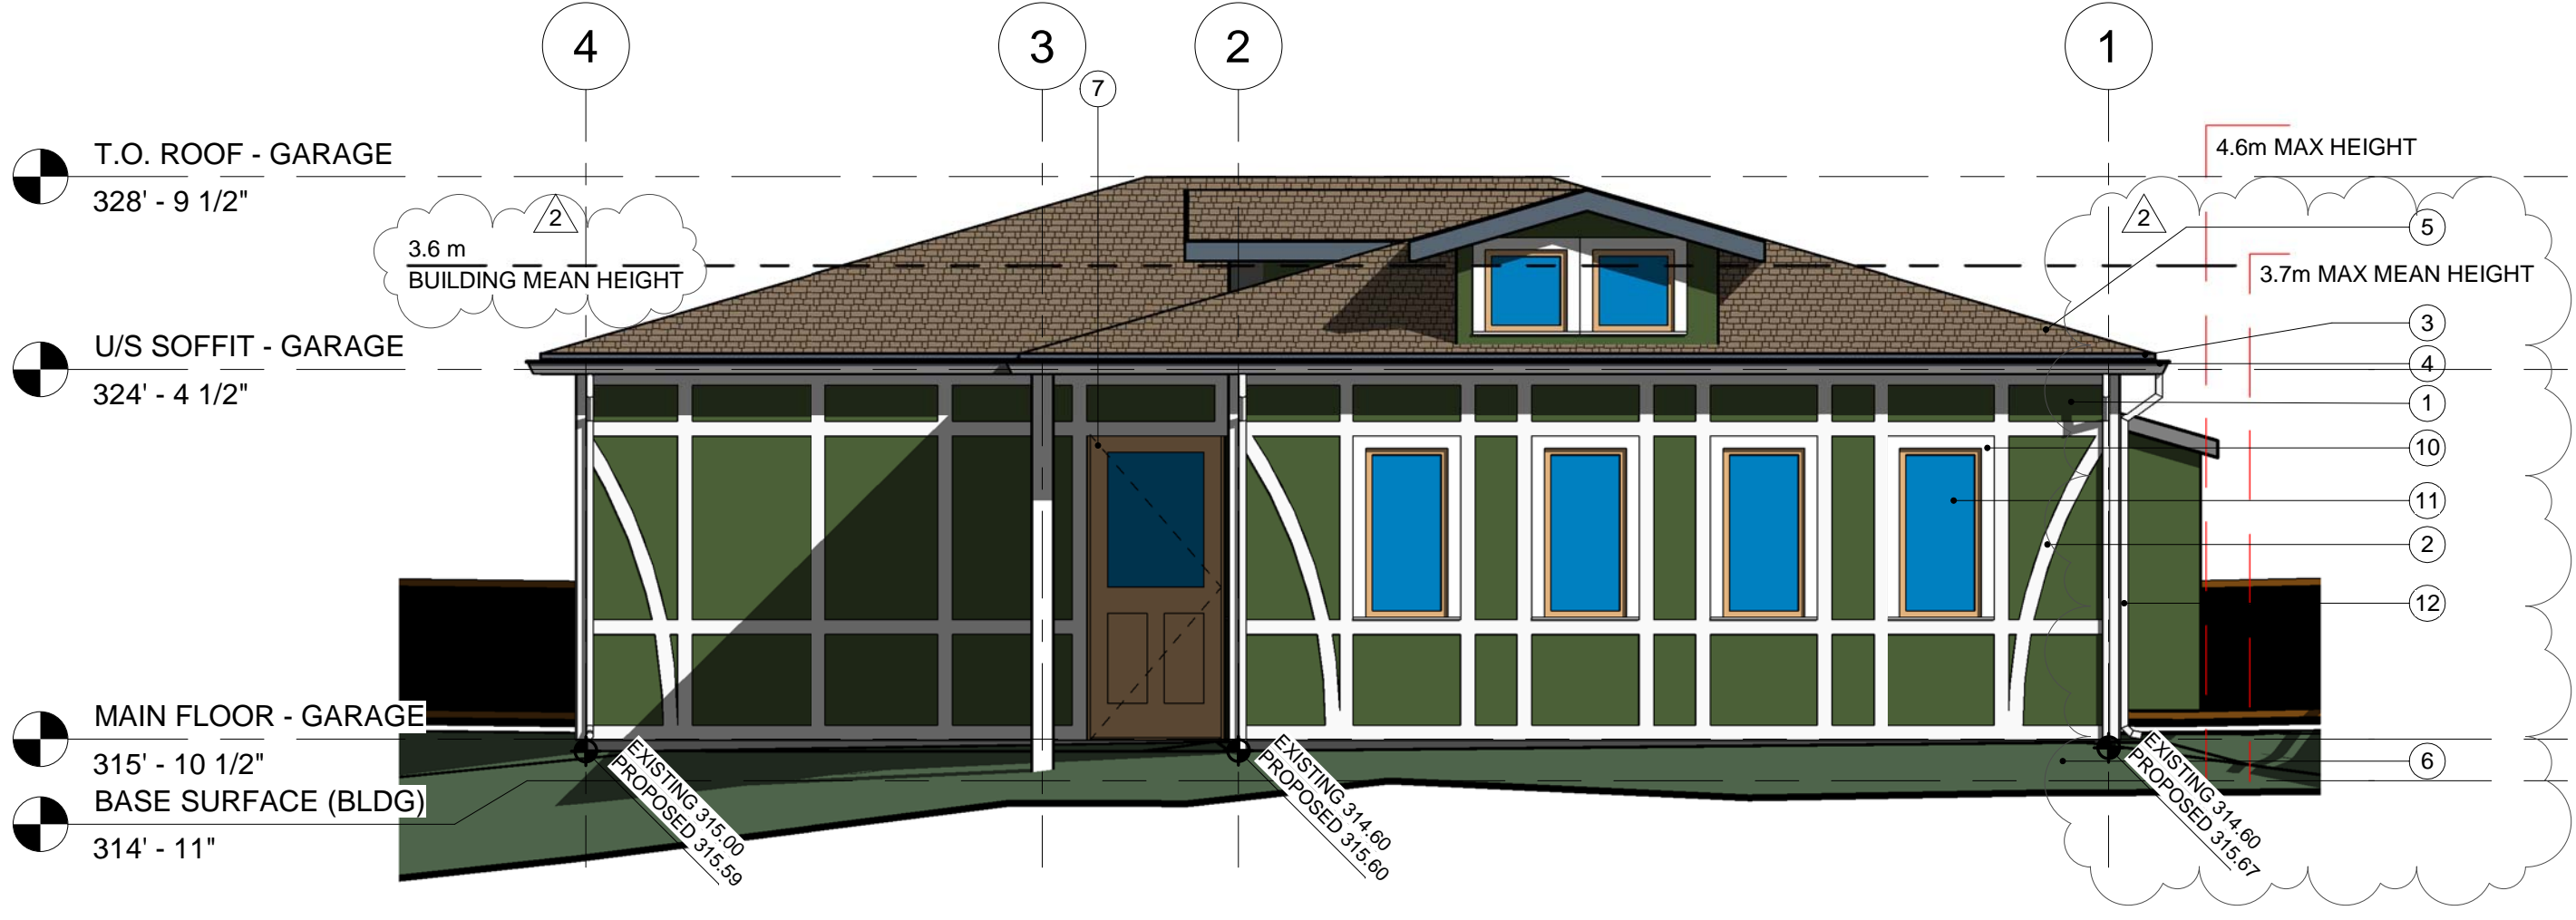 4
3
2
1
7
T.O. ROOF - GARAGE
328' - 9 1/2"
4.6m MAX HEIGHT
2
2
5
3.6 m
BUILDING MEAN HEIGHT
3.7m MAX MEAN HEIGHT
3
U/S SOFFIT - GARAGE
324' - 4 1/2"
4
1
10
11
2
12
MAIN FLOOR - GARAGE
315' - 10 1/2"
6
BASE SURFACE (BLDG)
314' - 11"
EXISTING 315.00
PROPOSED 315.59
EXISTING 314.60
PROPOSED 315.60
EXISTING 314.60
PROPOSED 315.67